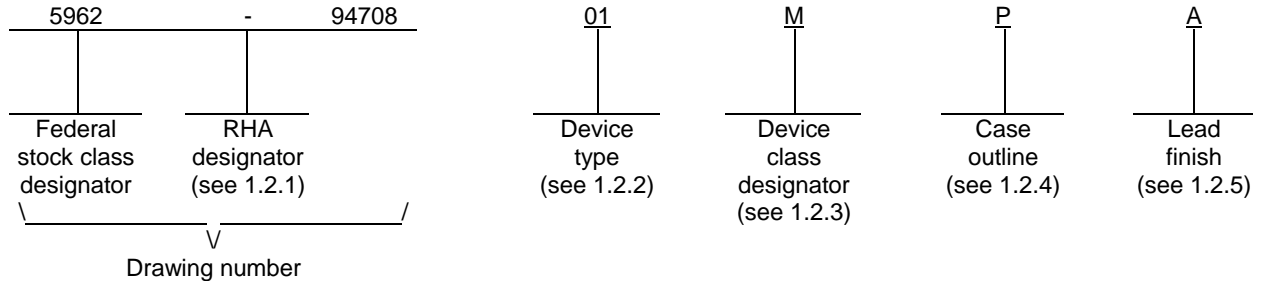 5962 - 94708 01 M P A
Federal stock class designator
RHA designator (see 1.2.1)
Device type (see 1.2.2)
Device class designator (see 1.2.3)
Case outline (see 1.2.4)
Lead finish (see 1.2.5)
Drawing number